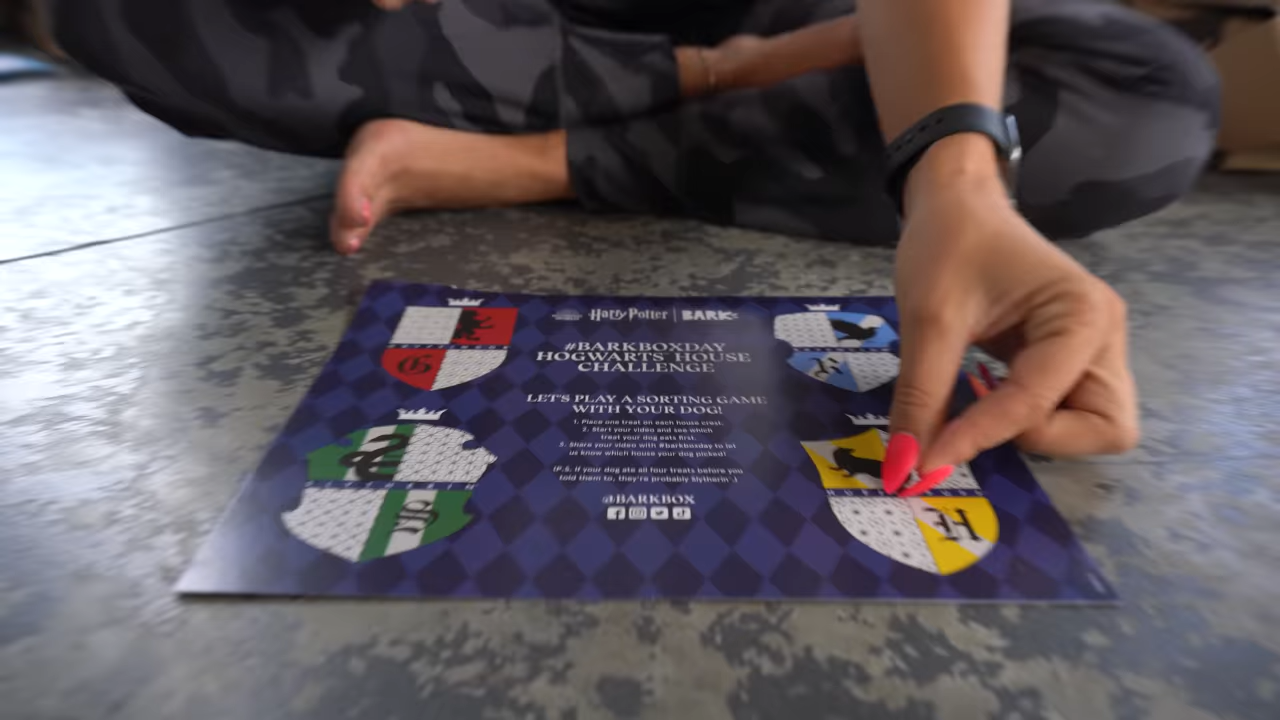 Harry Potter | BARK
#BARKBOXDAY
HOGWARTS HOUSE
CHALLENGE
LET'S PLAY A SORTING GAME
WITH YOUR DOG!
1. Place one treat on each house crest.
2. Start your video and see which
treat your dog eats first.
3. Share your video with #barkboxday to let
us know which house your dog picked!
(P.S. If your dog ate all four treats before you
told them to, they're probably Slytherin ;)
@BARKBOX
G
H